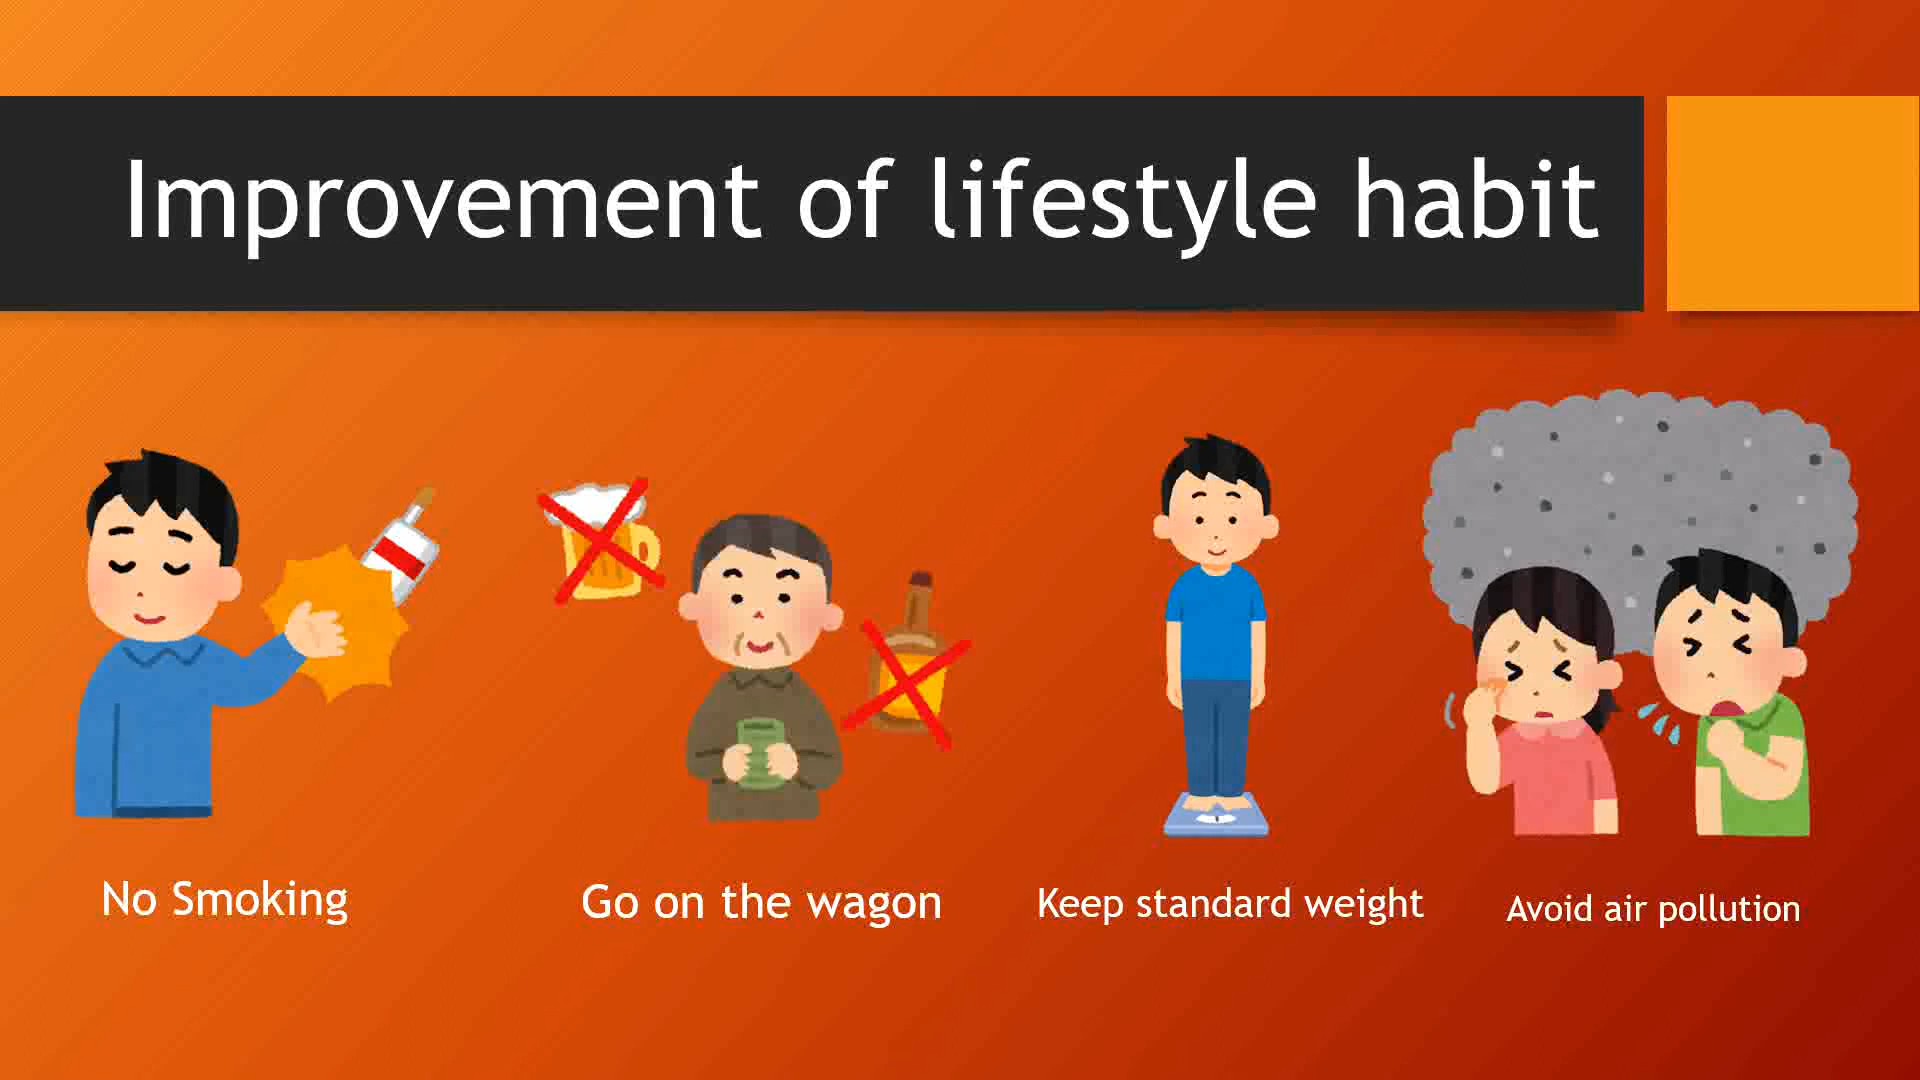 Improvement of lifestyle habit
No Smoking
Go on the wagon
Keep standard weight
Avoid air pollution